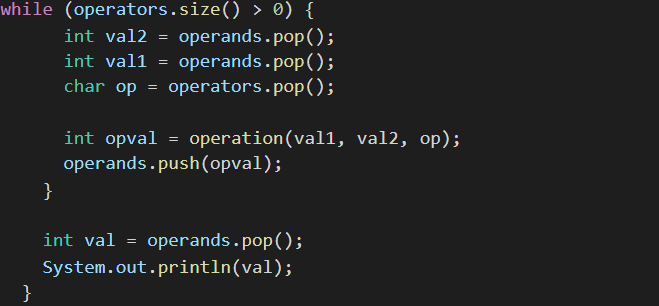 while (operators.size() > 0) {
int val2 = operands.pop();
int val1 = operands.pop();
char op = operators.pop();
int opval = operation(val1, val2, op);
operands.push(opval);
}
int val = operands.pop();
System.out.println(val);
}